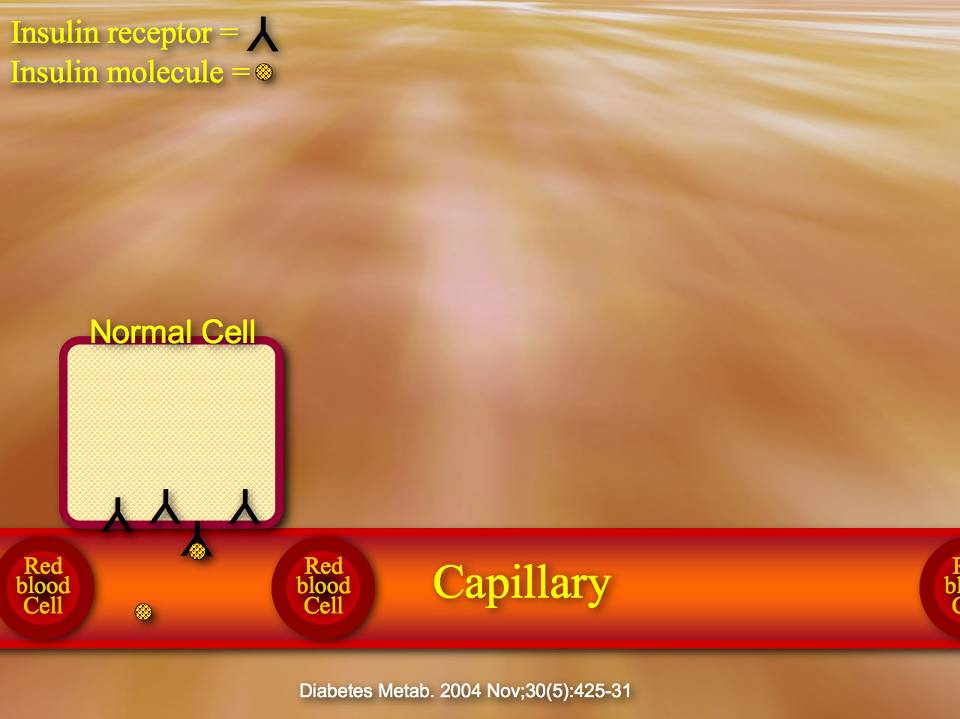 Insulin receptor =
Insulin molecule =
Normal Cell
Red
blood
Cell
Red
blood
Cell
Capillary
Diabetes Metab. 2004 Nov;30(5):425-31